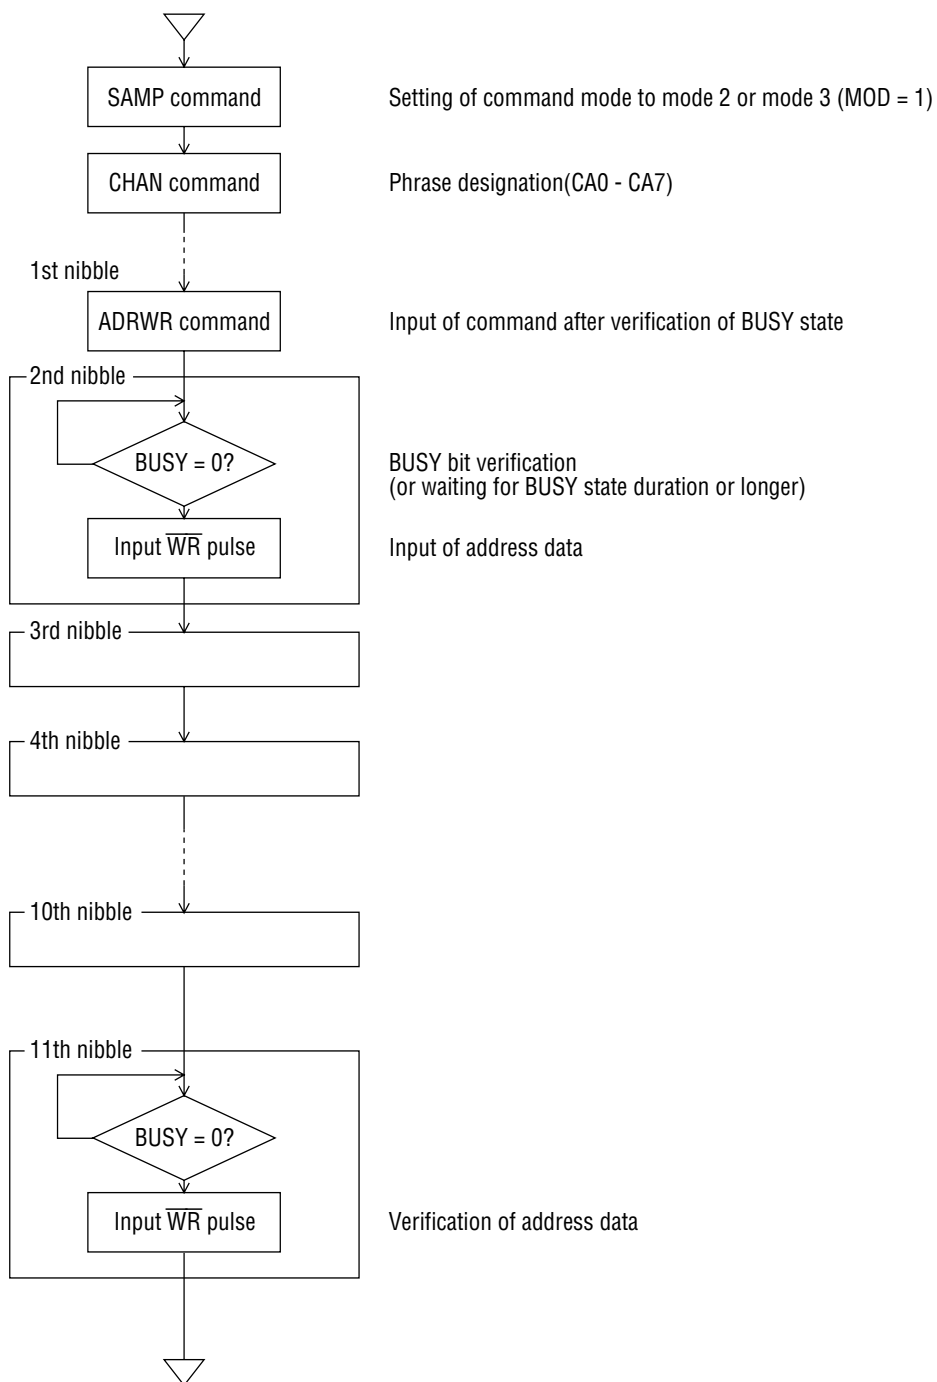 SAMP command
Setting of command mode to mode 2 or mode 3 (MOD = 1)
CHAN command
Phrase designation(CA0 - CA7)
1st nibble
ADRWR command
Input of command after verification of BUSY state
2nd nibble
BUSY = 0?
BUSY bit verification
(or waiting for BUSY state duration or longer)
Input W̅R̅ pulse
Input of address data
3rd nibble
4th nibble
10th nibble
11th nibble
BUSY = 0?
Input W̅R̅ pulse
Verification of address data